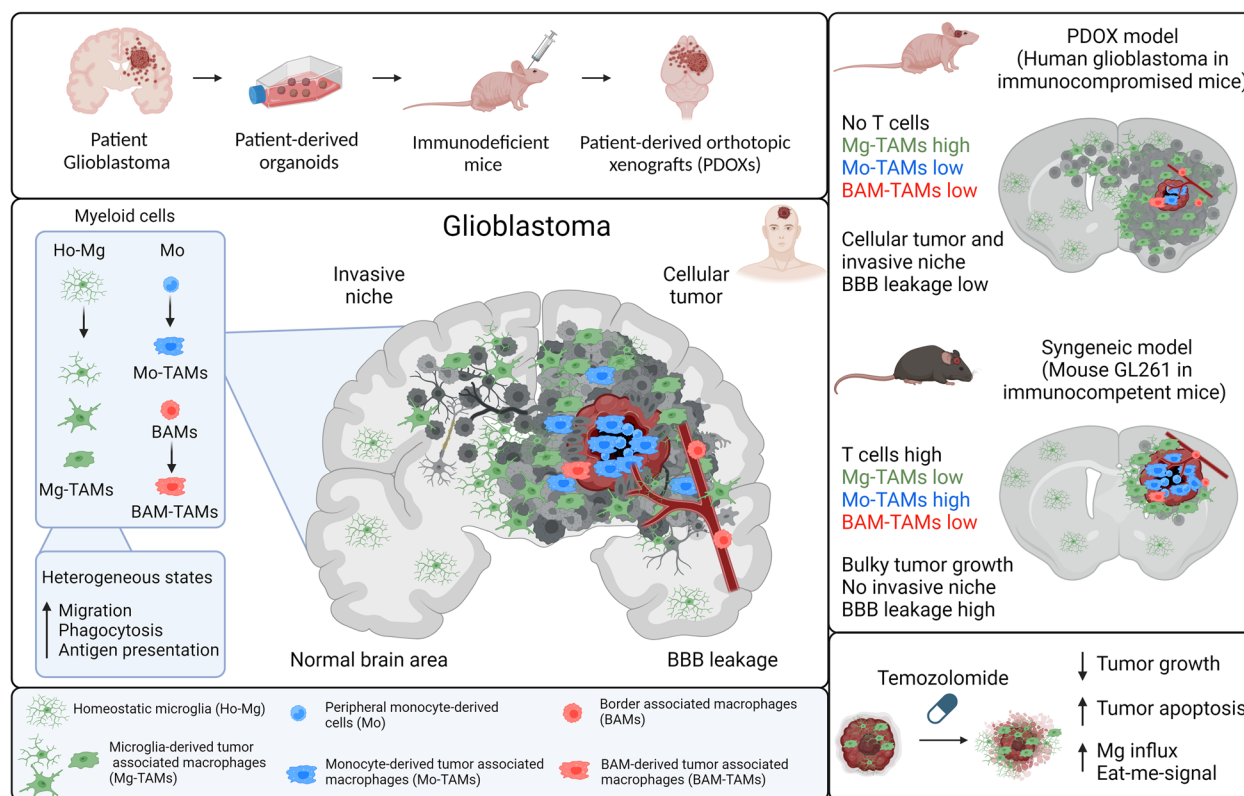 Patient
Glioblastoma
Patient-derived
organoids
Immunodeficient
mice
Patient-derived orthotopic
xenografts (PDOXs)
Myeloid cells
Ho-Mg
Mo
Mo-TAMs
BAMs
Mg-TAMs
BAM-TAMs
Heterogeneous states
Migration
Phagocytosis
Antigen presentation
Glioblastoma
Invasive
niche
Cellular
tumor
Normal brain area
BBB leakage
Homeostatic microglia (Ho-Mg)
Peripheral monocyte-derived
cells (Mo)
Border associated macrophages
(BAMs)
Microglia-derived tumor
associated macrophages
(Mg-TAMs)
Monocyte-derived tumor associated
macrophages (Mo-TAMs)
BAM-derived tumor associated
macrophages (BAM-TAMs)
PDOX model
(Human glioblastoma in
immunocompromised mice)
No T cells
Mg-TAMs high
Mo-TAMs low
BAM-TAMs low
Cellular tumor and
invasive niche
BBB leakage low
Syngeneic model
(Mouse GL261 in
immunocompetent mice)
T cells high
Mg-TAMs low
Mo-TAMs high
BAM-TAMs low
Bulky tumor growth
No invasive niche
BBB leakage high
Temozolomide
Tumor growth
Tumor apoptosis
Mg influx
Eat-me-signal